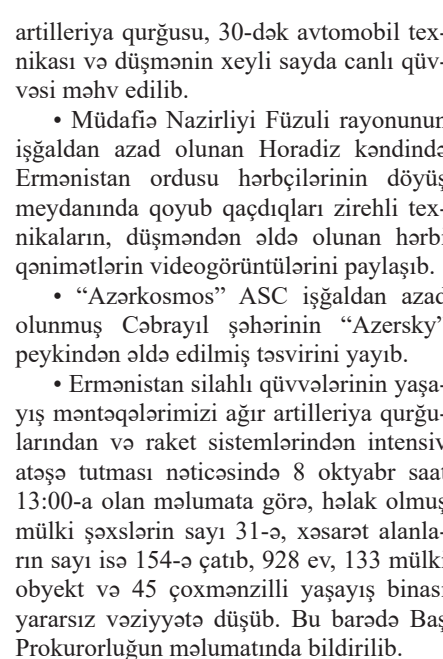 artilleriya qurğusu, 30-dək avtomobil tex-
nikası və düşmənin xeyli sayda canlı qüv-
vəsi məhv edilib.
• Müdafiə Nazirliyi Füzuli rayonunun
işğaldan azad olunan Horadiz kəndində
Ermənistan ordusu hərbçilərinin döyüş
meydanında qoyub qaçdıqları zirehli tex-
nikaların, düşməndən əldə olunan hərbi
qənimətlərin videogörüntülərini paylaşıb.
• “Azərkosmos” ASC işğaldan azad
olunmuş Cəbrayıl şəhərinin “Azersky”
peykindən əldə edilmiş təsvirini yayıb.
• Ermənistan silahlı qüvvələrinin yaşa-
yış məntəqələrimizi ağır artilleriya qurğu-
larından və raket sistemlərindən intensiv
atəşə tutması nəticəsində 8 oktyabr saat
13:00-a olan məlumata görə, həlak olmuş
mülki şəxslərin sayı 31-ə, xəsarət alanla-
rın sayı isə 154-ə çatıb, 928 ev, 133 mülki
obyekt və 45 çoxmənzilli yaşayış binası
yararsız vəziyyətə düşüb. Bu barədə Baş
Prokurorluğun məlumatında bildirilib.